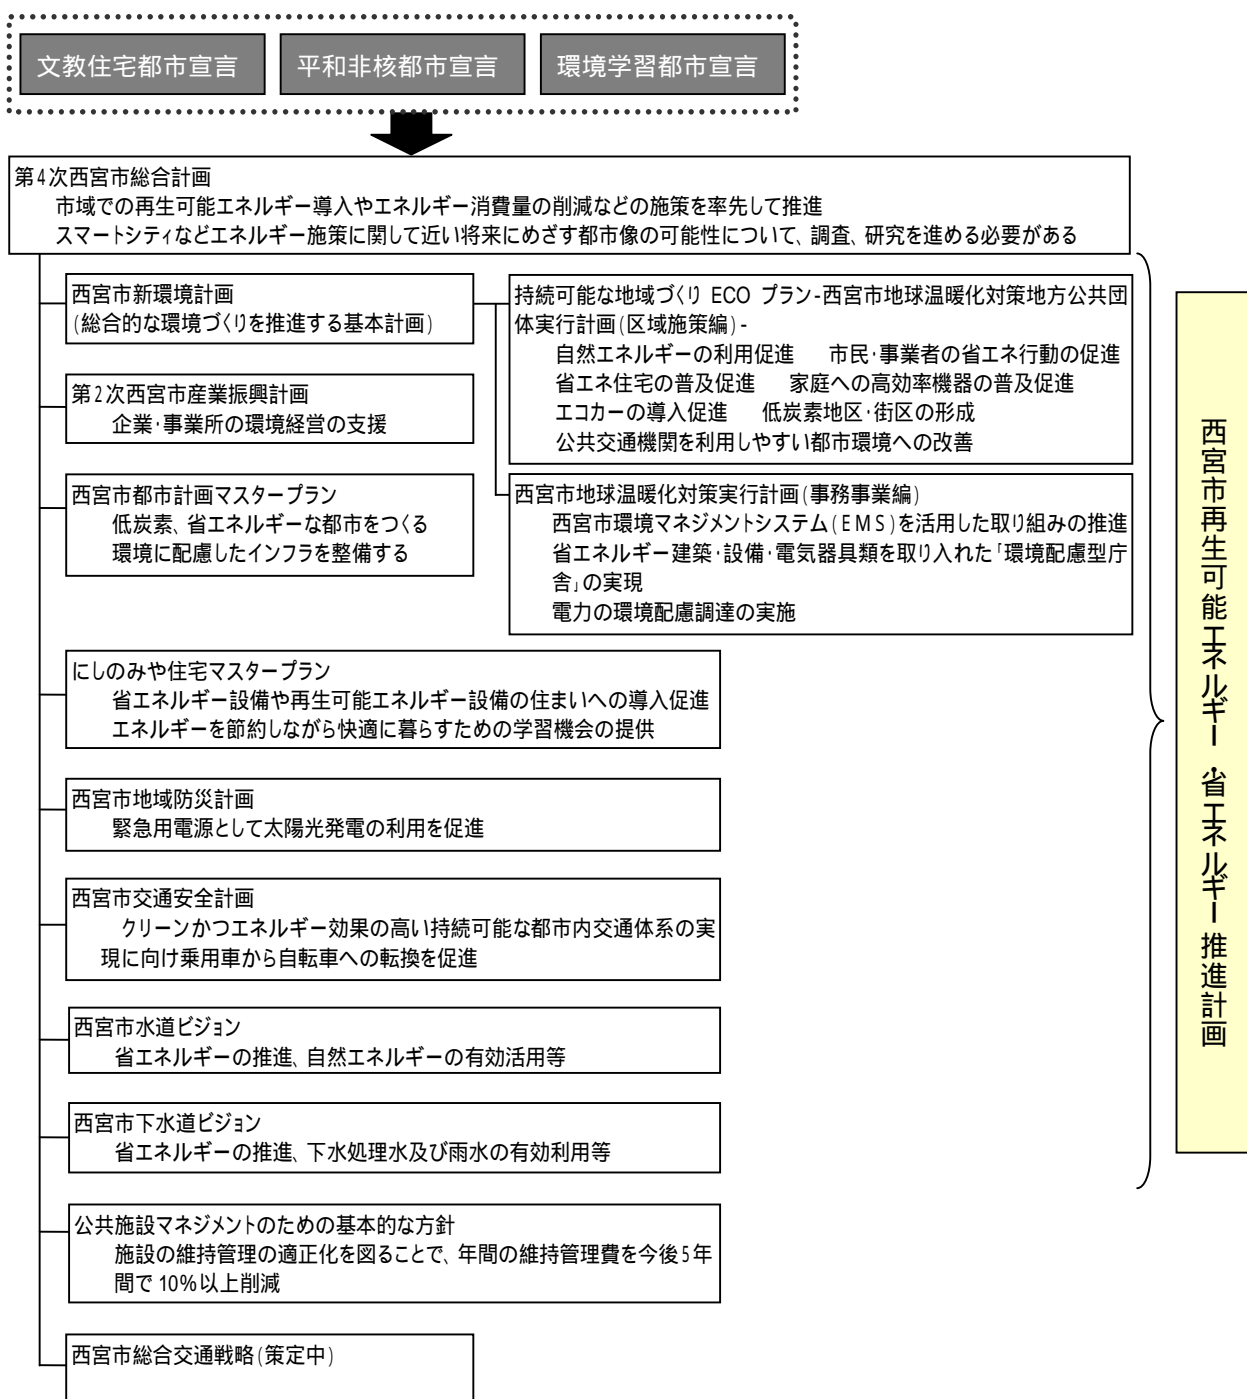 文教住宅都市宣言
平和非核都市宣言
環境学習都市宣言
第4次西宮市総合計画
市域での再生可能エネルギー導入やエネルギー消費量の削減などの施策を率先して推進
スマートシティなどエネルギー施策に関して近い将来にめざす都市像の可能性について、調査、研究を進める必要がある
西宮市新環境計画
(総合的な環境づくりを推進する基本計画)
持続可能な地域づくり ECO プラン-西宮市地球温暖化対策地方公共団
体実行計画(区域施策編)-
自然エネルギーの利用促進 市民・事業者の省エネ行動の促進
省エネ住宅の普及促進 家庭への高効率機器の普及促進
エコカーの導入促進 低炭素地区・街区の形成
公共交通機関を利用しやすい都市環境への改善
第2次西宮市産業振興計画
企業・事業所の環境経営の支援
西宮市都市計画マスタープラン
低炭素、省エネルギーな都市をつくる
環境に配慮したインフラを整備する
西宮市地球温暖化対策実行計画(事務事業編)
西宮市環境マネジメントシステム(EMS)を活用した取り組みの推進
省エネルギー建築・設備・電気器具類を取り入れた「環境配慮型庁
舎」の実現
電力の環境配慮調達の実施
にしのみや住宅マスタープラン
省エネルギー設備や再生可能エネルギー設備の住まいへの導入促進
エネルギーを節約しながら快適に暮らすための学習機会の提供
西宮市地域防災計画
緊急用電源として太陽光発電の利用を促進
西宮市交通安全計画
クリーンかつエネルギー効果の高い持続可能な都市内交通体系の実
現に向け乗用車から自転車への転換を促進
西宮市水道ビジョン
省エネルギーの推進、自然エネルギーの有効活用等
西宮市下水道ビジョン
省エネルギーの推進、下水処理水及び雨水の有効利用等
公共施設マネジメントのための基本的な方針
施設の維持管理の適正化を図ることで、年間の維持管理費を今後5年
間で 10%以上削減
西宮市総合交通戦略(策定中)
西宮市再生可能エネルギー・省エネルギー推進計画